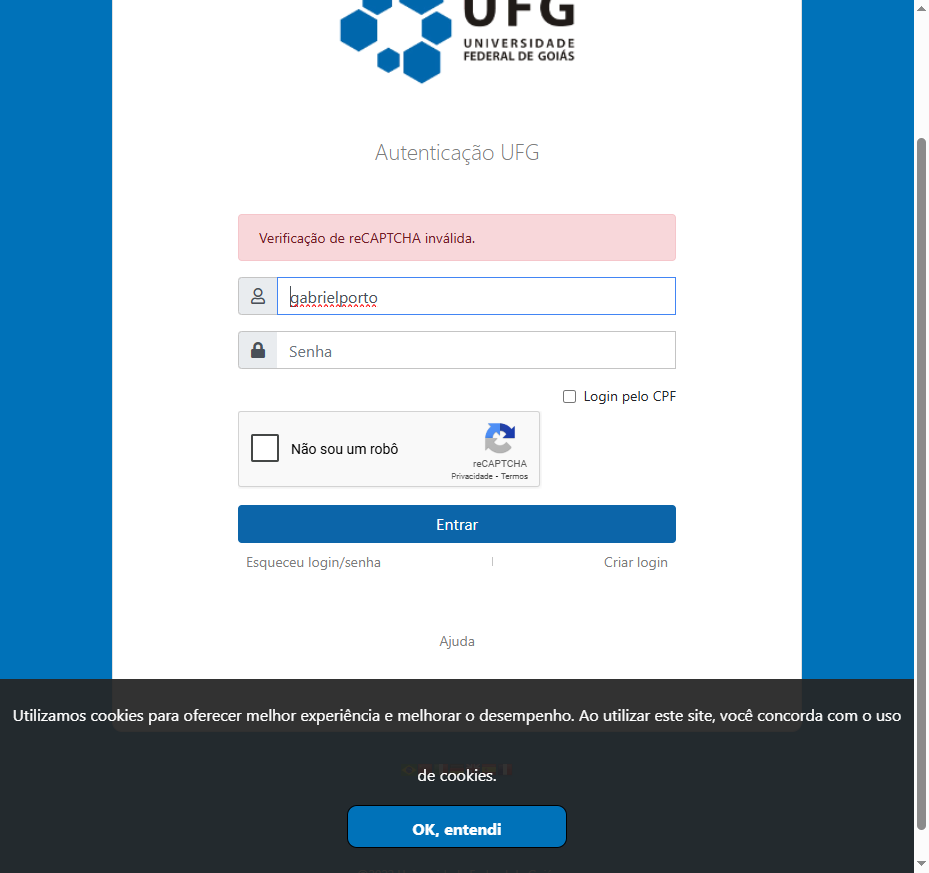 UFG
UNIVERSIDADE
FEDERAL DE GOIÁS
Autenticação UFG
Verificação de reCAPTCHA inválida.
gabrielporto
Senha
Login pelo CPF
Não sou um robô
reCAPTCHA
Privacidade - Termos
Entrar
Esqueceu login/senha
Criar login
Ajuda
Utilizamos cookies para oferecer melhor experiência e melhorar o desempenho. Ao utilizar este site, você concorda com o uso
de cookies.
OK, entendi